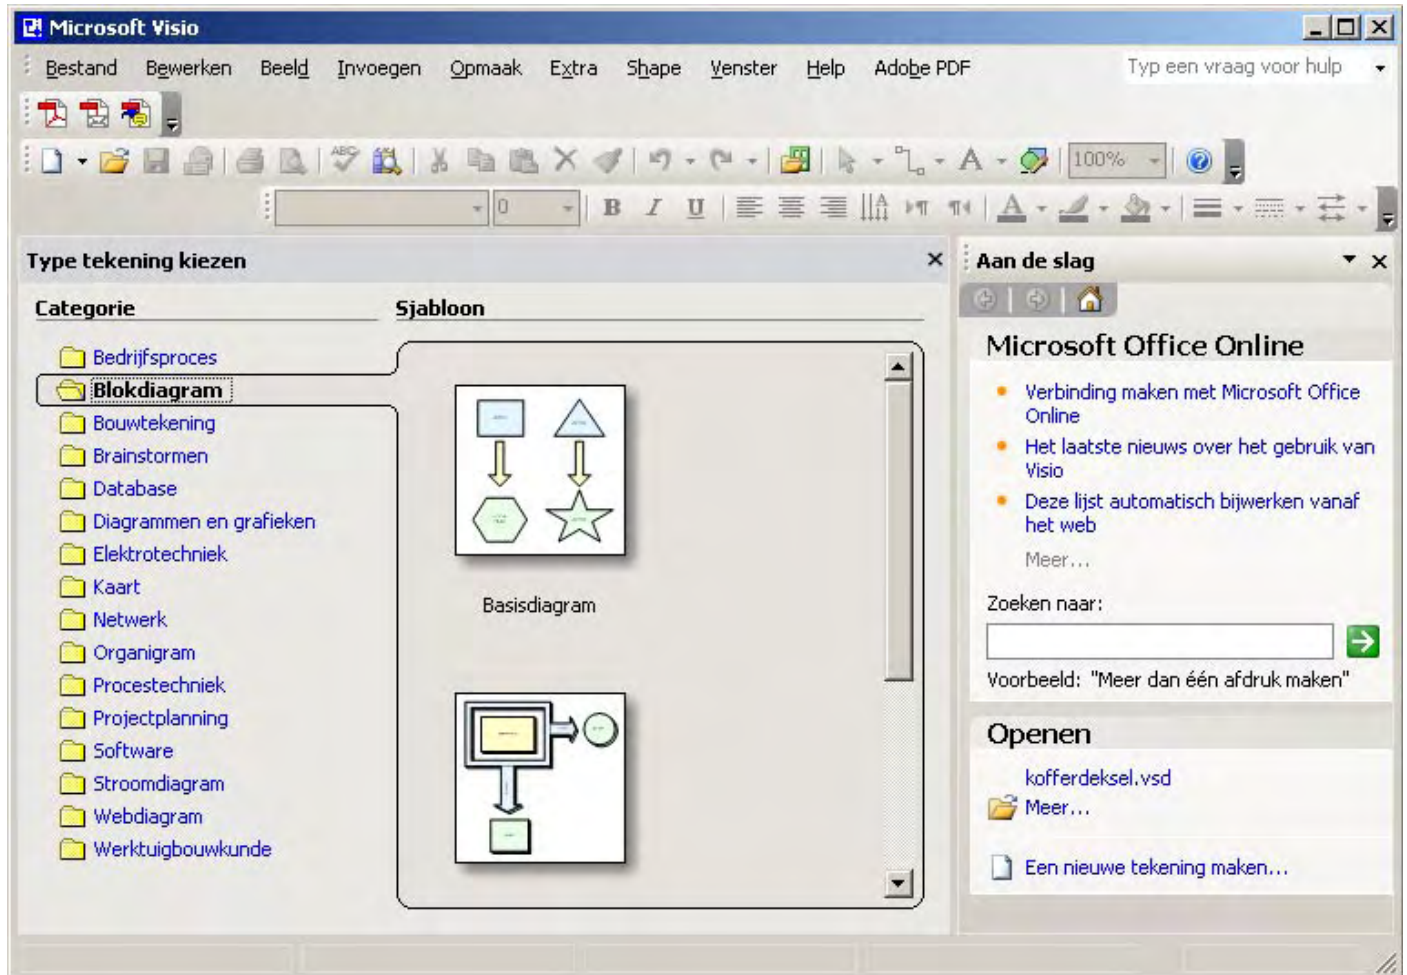 Microsoft Visio
Bestand Bewerken Beeld Invoegen Opmaak Extra Shape Venster Help Adobe PDF Typ een vraag voor hulp
ABC
100%
0 B I U A
Type tekening kiezen
Categorie Sjabloon
Bedrijfsproces
Blokdiagram
Bouwtekening
Brainstormen
Database
Diagrammen en grafieken
Elektrotechniek
Kaart
Netwerk
Organigram
Procestechniek
Projectplanning
Software
Stroomdiagram
Webdiagram
Werktuigbouwkunde
Basisdiagram
Aan de slag
Microsoft Office Online
Verbinding maken met Microsoft Office
Online
Het laatste nieuws over het gebruik van
Visio
Deze lijst automatisch bijwerken vanaf
het web
Meer...
Zoeken naar:
Voorbeeld: "Meer dan één afdruk maken"
Openen
kofferdeksel.vsd
Meer...
Een nieuwe tekening maken...